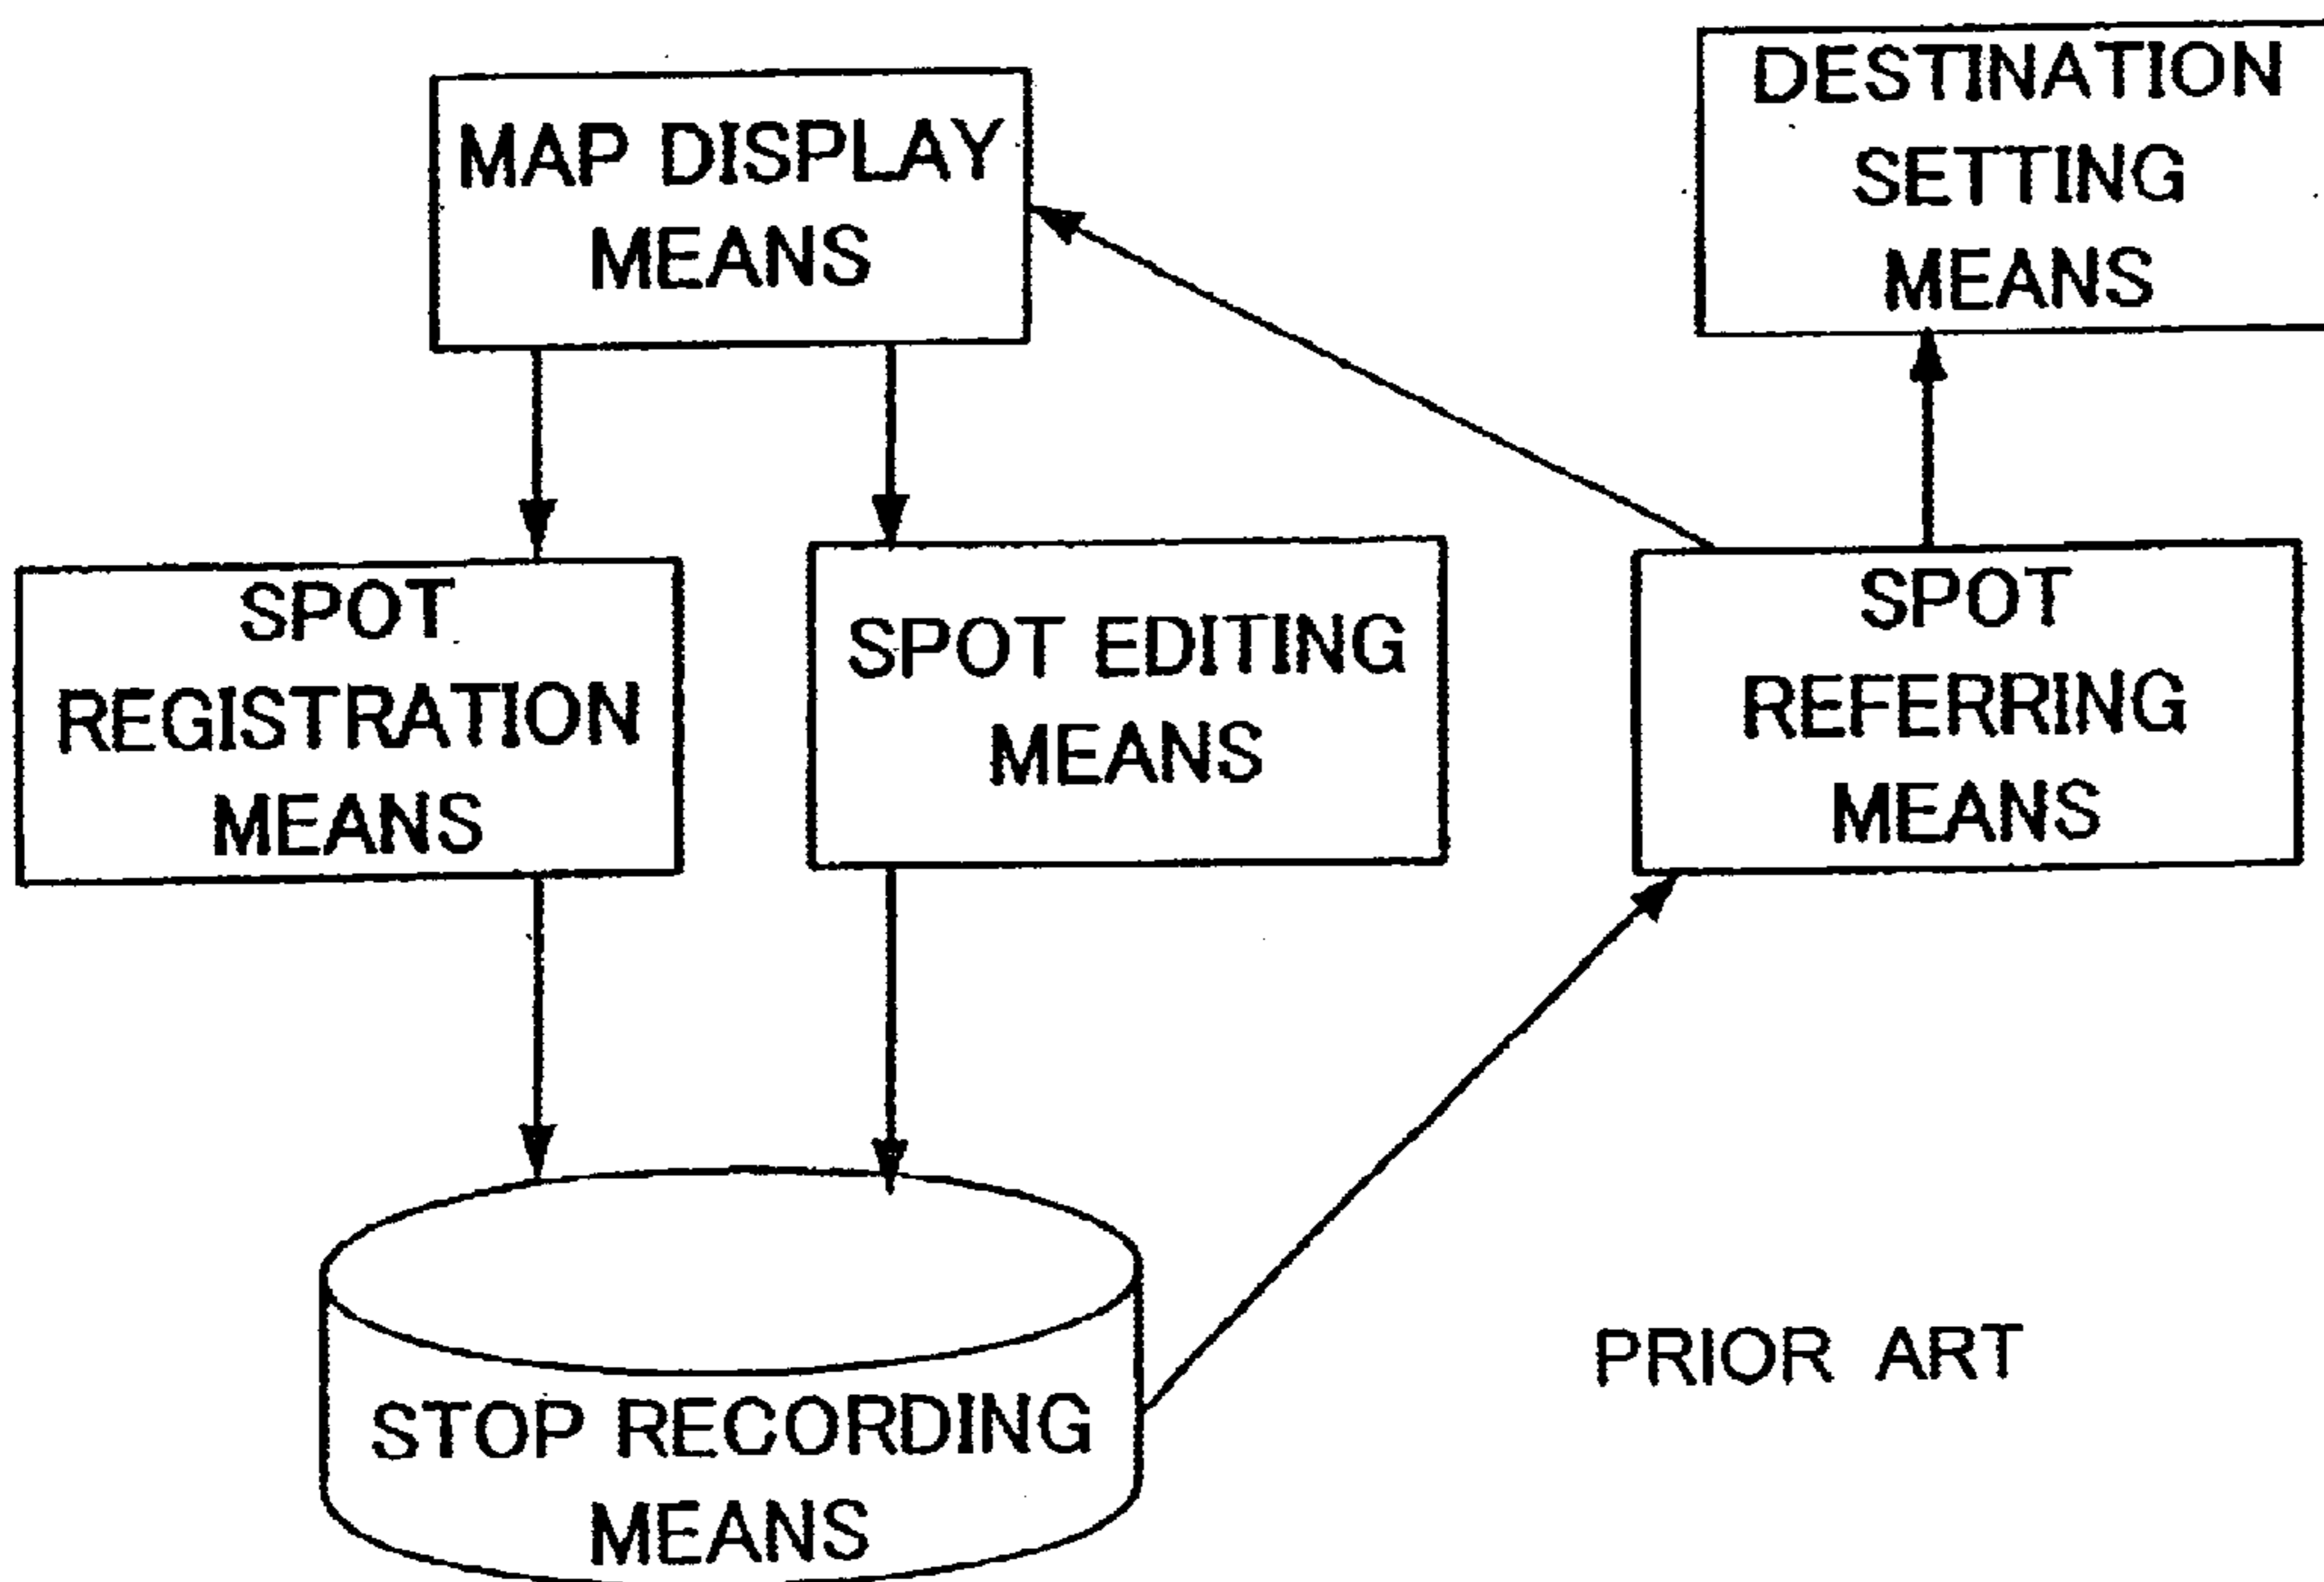 MAP DISPLAY
MEANS
DESTINATION
SETTING
MEANS
SPOT
REGISTRATION
MEANS
SPOT EDITING
MEANS
SPOT
REFERRING
MEANS
STOP RECORDING
MEANS
PRIOR ART